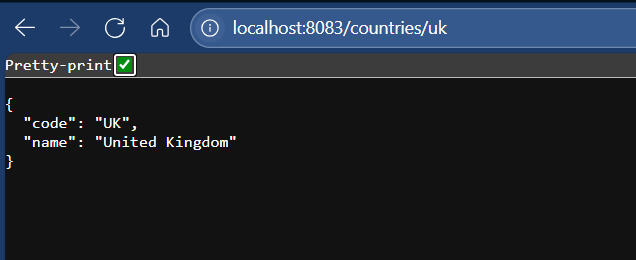 localhost:8083/countries/uk
Pretty-print
{
  "code": "UK",
  "name": "United Kingdom"
}